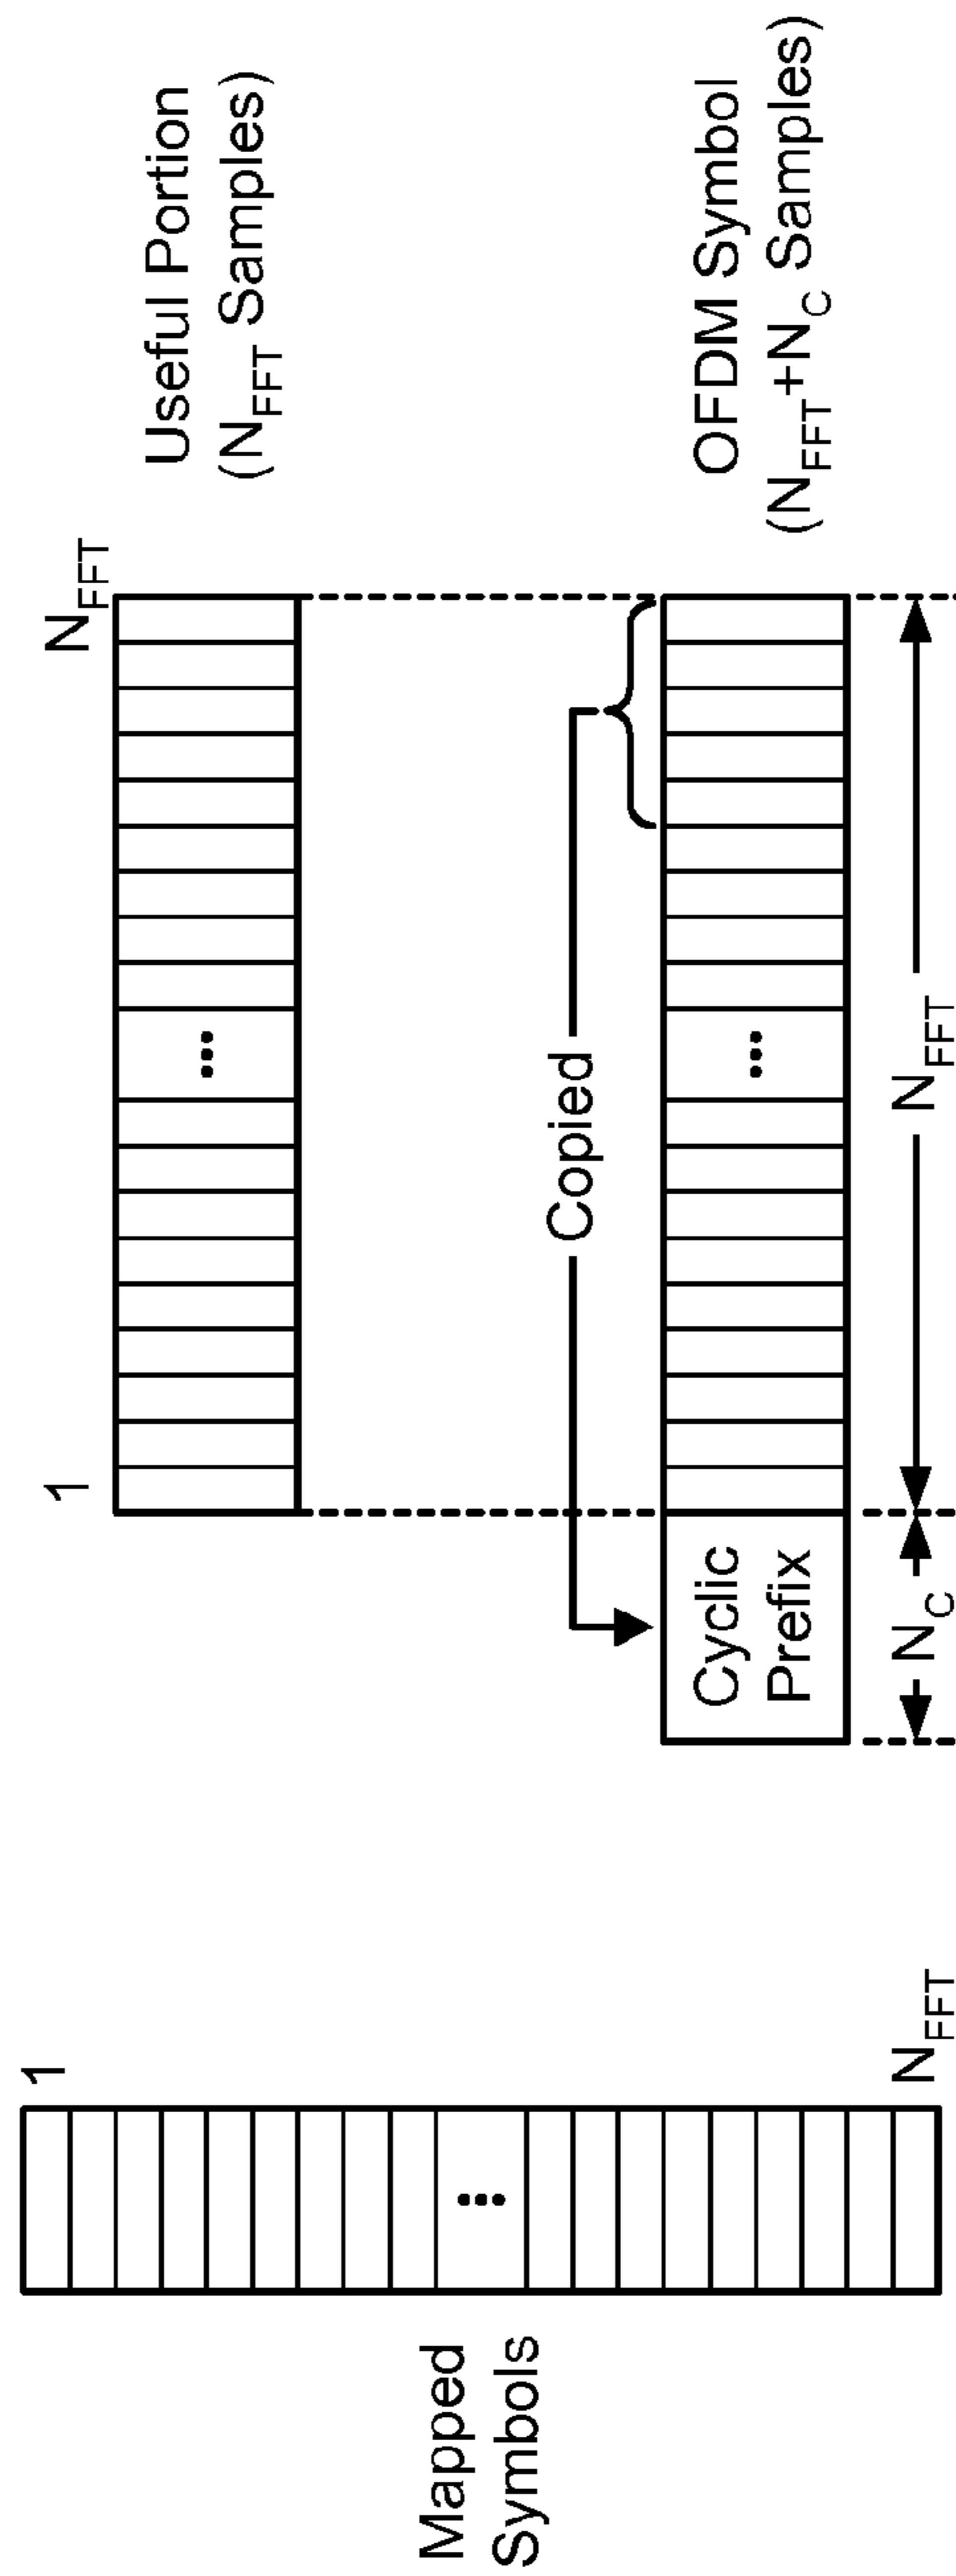 1
Mapped
Symbols
...
N_FFT
1
N_FFT
...
Useful Portion
(N_FFT Samples)
Copied
Cyclic
Prefix
...
OFDM Symbol
(N_FFT+N_C Samples)
N_C
N_FFT